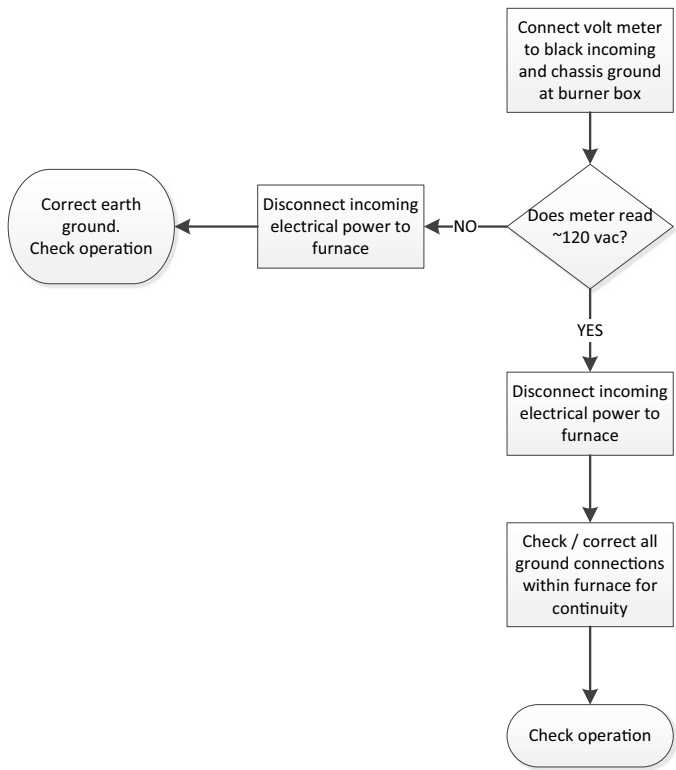 Connect volt meter
to black incoming
and chassis ground
at burner box
Does meter read
~120 vac?
NO
Disconnect incoming
electrical power to
furnace
Correct earth
ground.
Check operation
YES
Disconnect incoming
electrical power to
furnace
Check / correct all
ground connections
within furnace for
continuity
Check operation